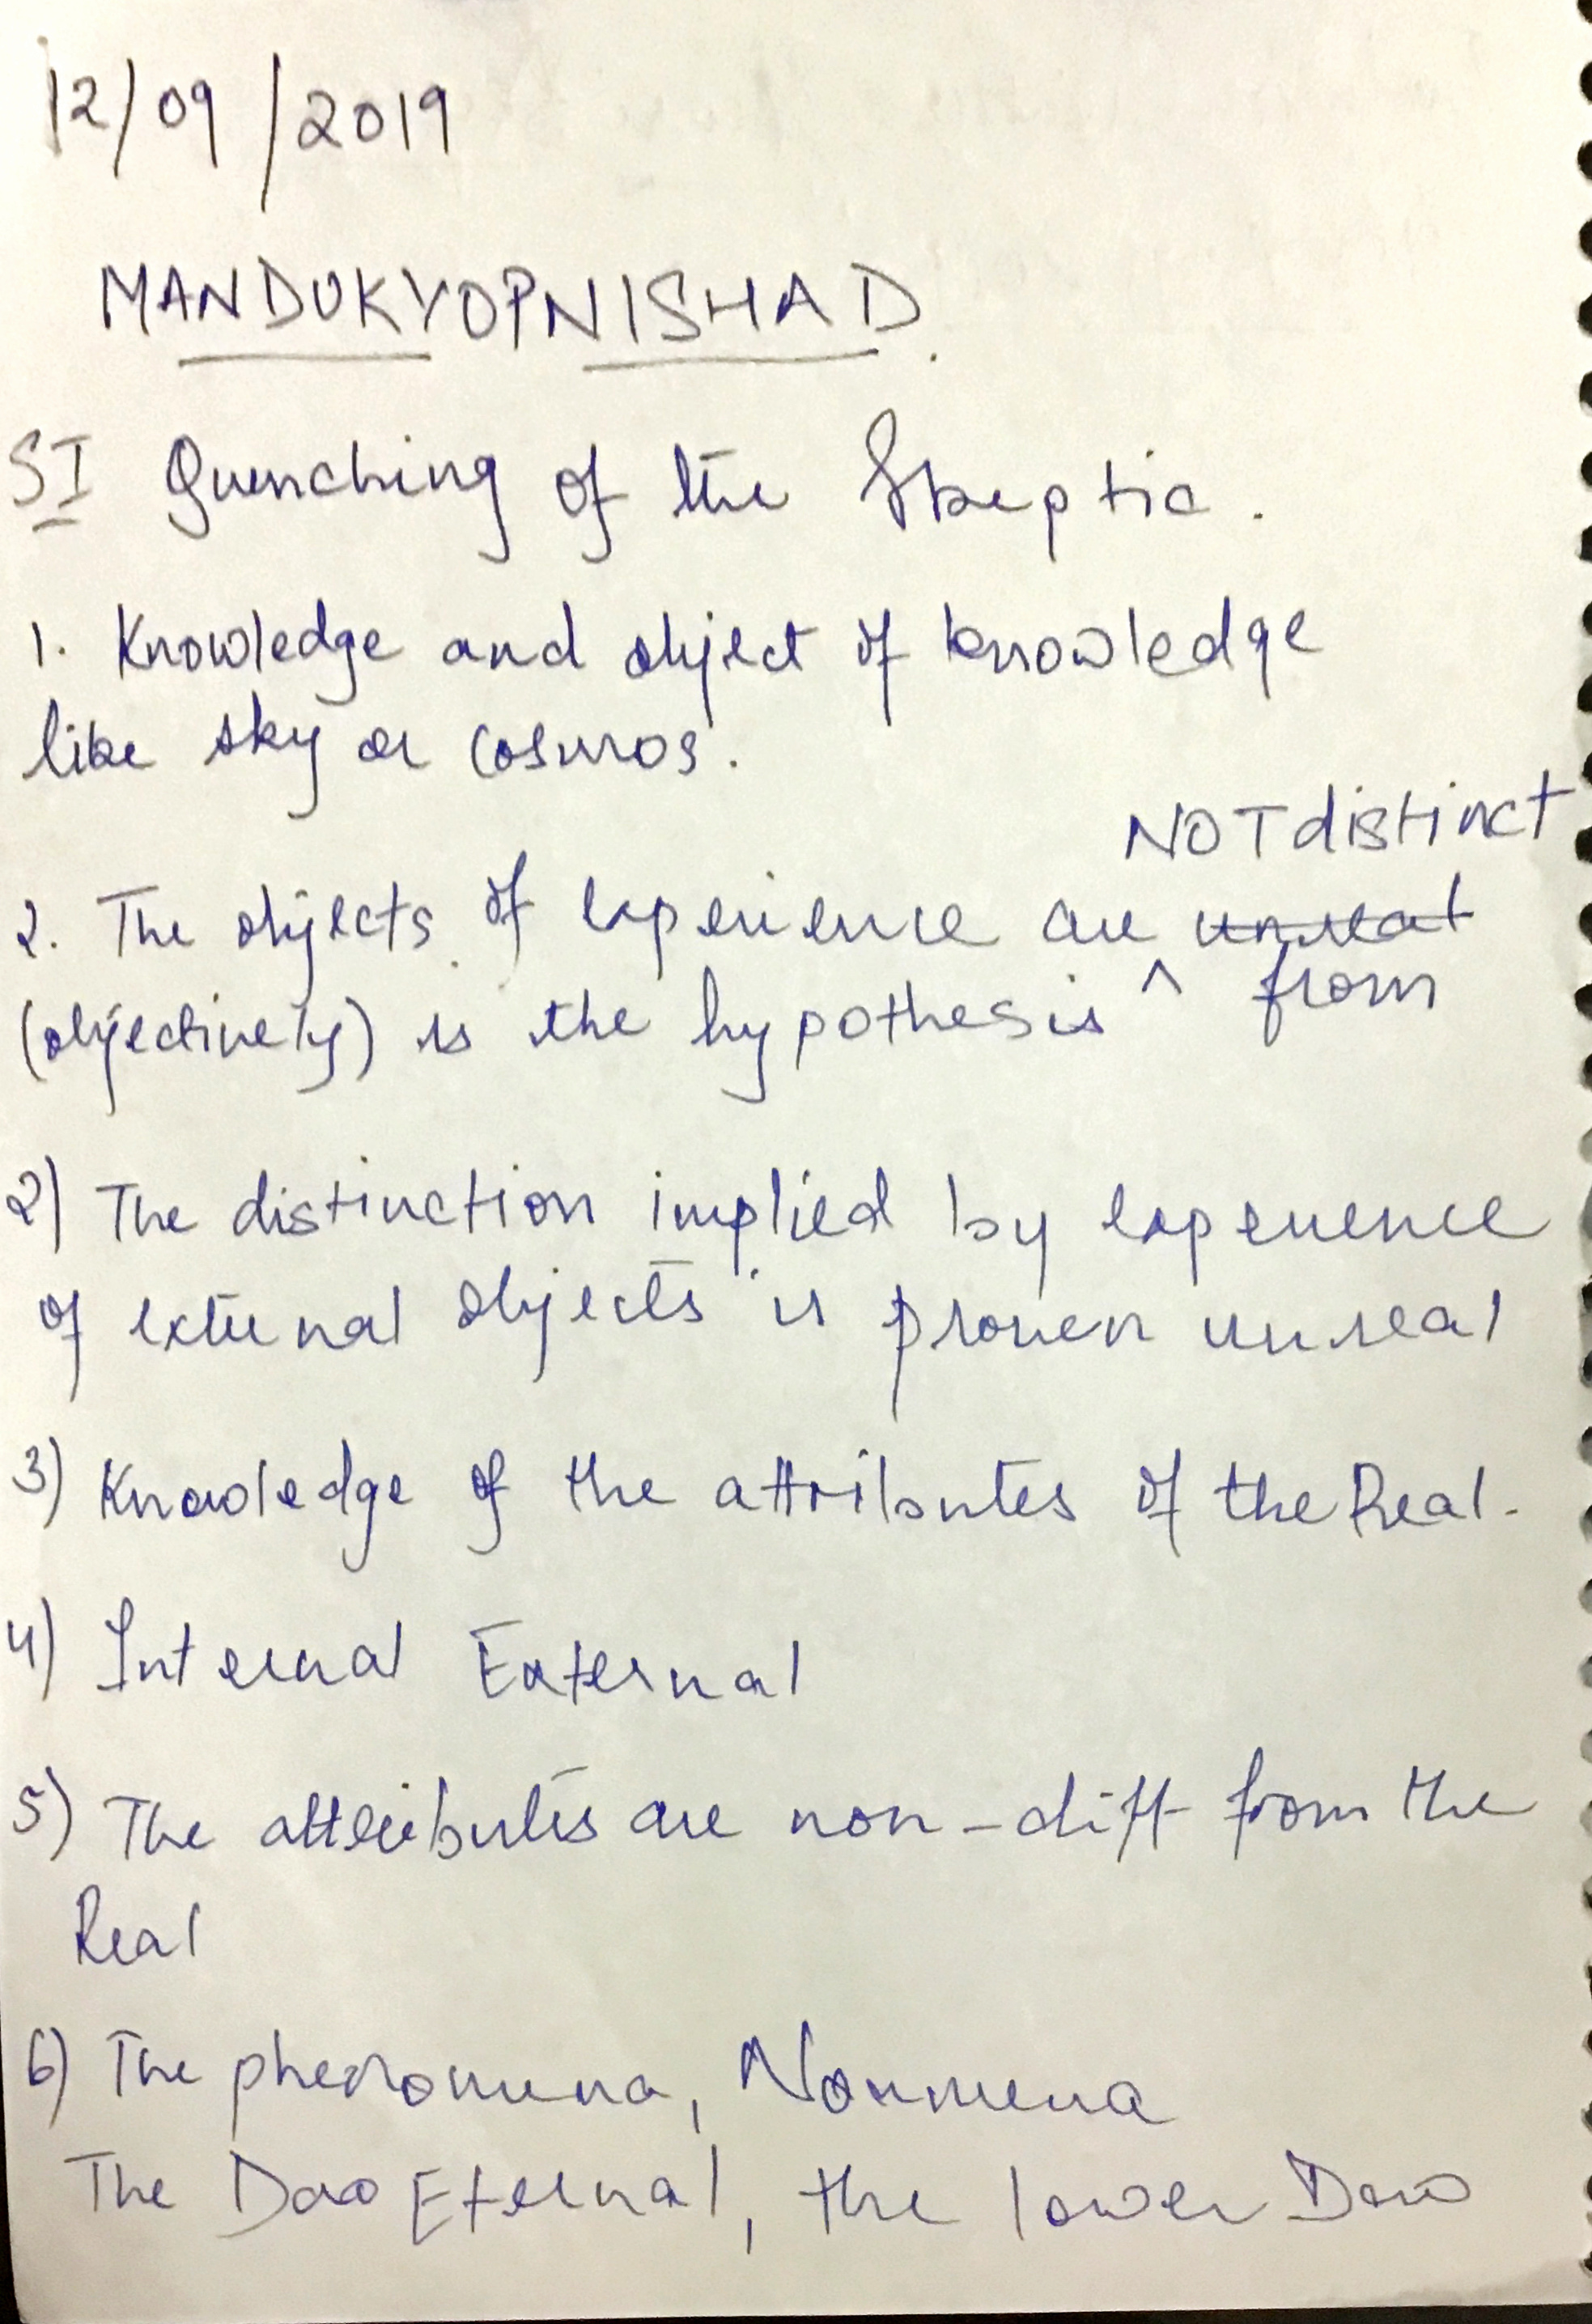 12/09/2019
MANDUKYOPNISHAD.
SI Quenching of the Skeptic.
1. Knowledge and object of knowledge
like sky or cosmos.
NOT distinct
2. The objects of experience are unreal
(objectively) is the hypothesis ^ from
2) The distinction implied by experience
of external objects is proven unreal
3) Knowledge of the attributes of the Real.
4) Internal External
5) The attributes are non-diff from the
Real
6) The phenomena, Noumena
The Dao Eternal, the lower Dao